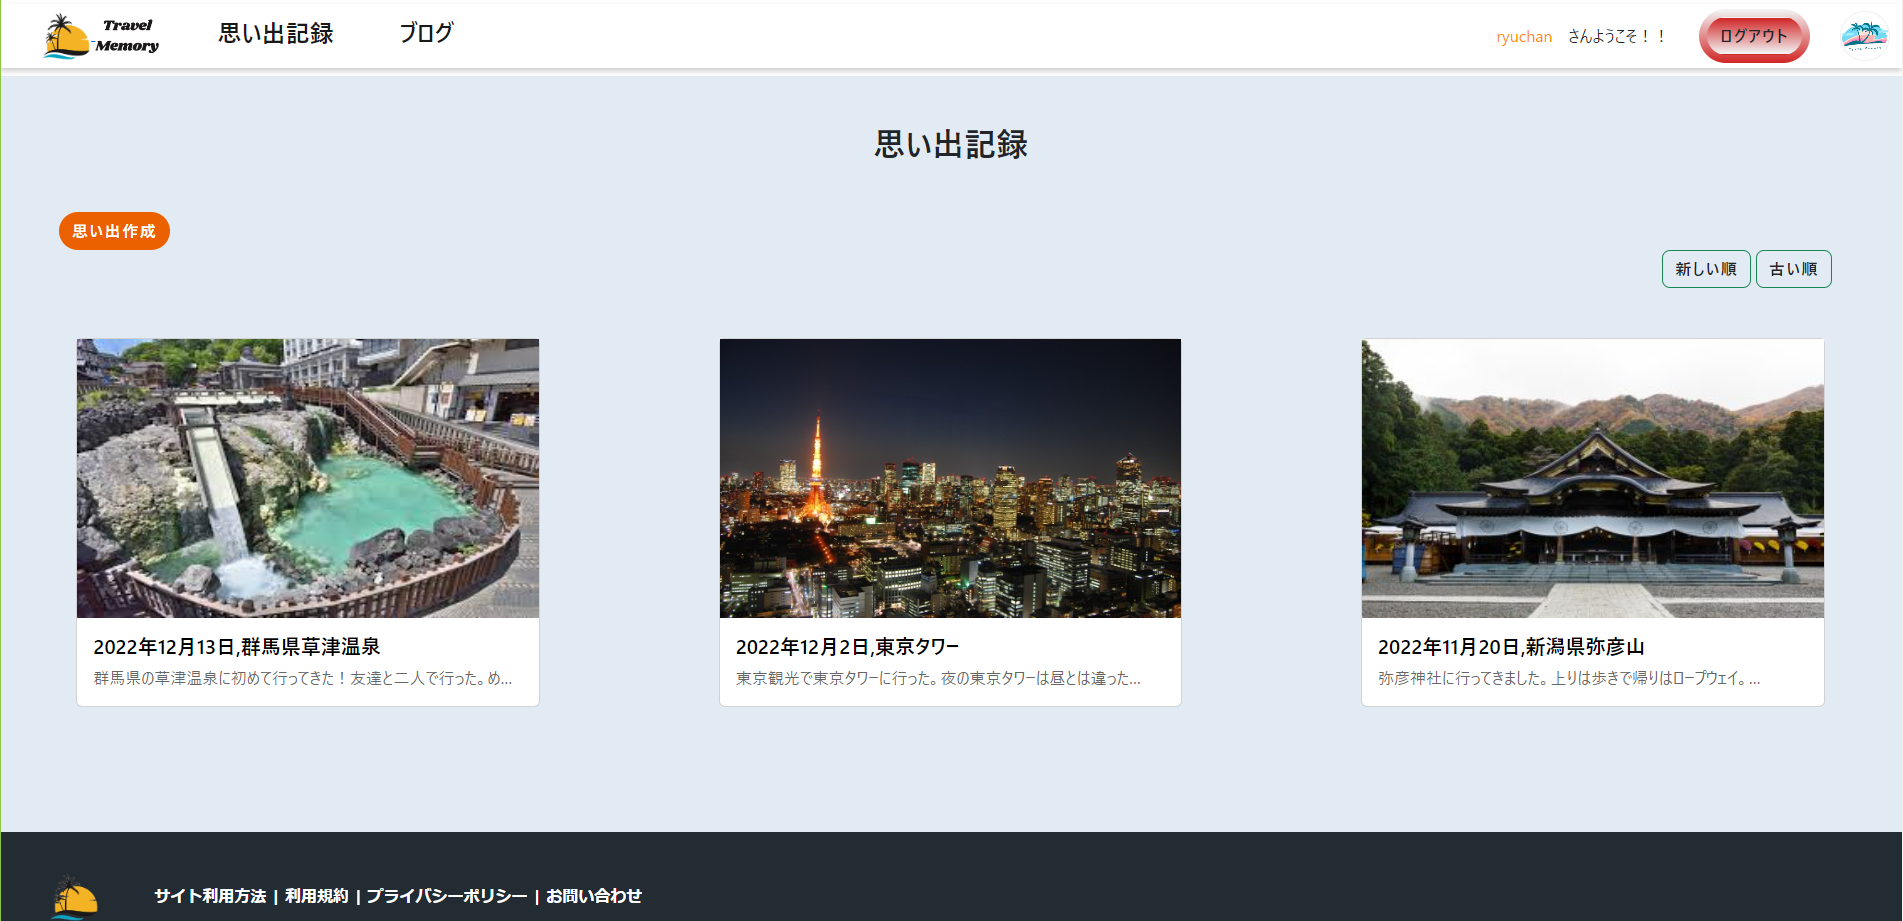 Travel
Memory
思い出記録
ブログ
ryuchan さんようこそ！！
ログアウト
思い出記録
思い出作成
新しい順
古い順
2022年12月13日,群馬県草津温泉
群馬県の草津温泉に初めて行ってきた！友達と二人で行った。め...
2022年12月2日,東京タワー
東京観光で東京タワーに行った。夜の東京タワーは昼とは違った...
2022年11月20日,新潟県弥彦山
弥彦神社に行ってきました。上りは歩きで帰りはロープウェイ。...
サイト利用方法 | 利用規約 | プライバシーポリシー | お問い合わせ